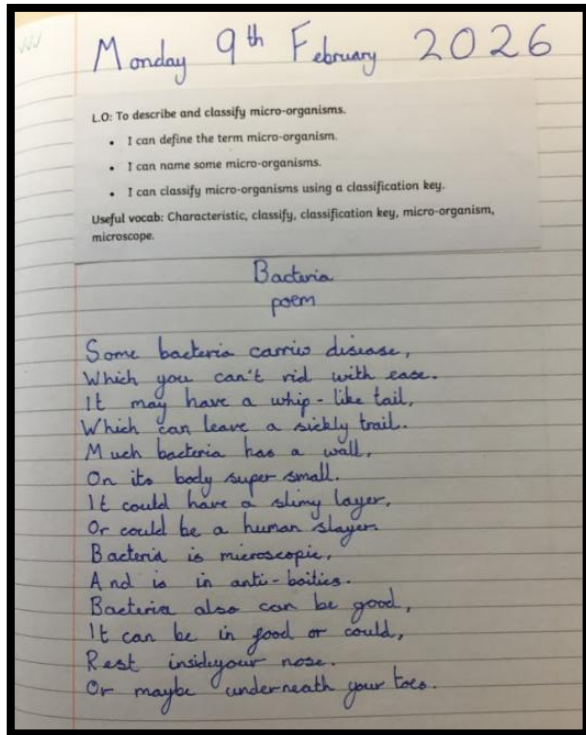 Monday 9th February 2026
L.O: To describe and classify micro-organisms.
• I can define the term micro-organism.
• I can name some micro-organisms.
• I can classify micro-organisms using a classification key.
Useful vocab: Characteristic, classify, classification key, micro-organism,
microscope.
Bacteria
poem
Some bacteria carries disease,
Which you can't rid with ease.
It may have a whip-like tail,
Which can leave a sickly trail.
Much bacteria has a wall,
On its body super small.
It could have a slimy layer,
Or could be a human slayer.
Bacteria is microscopic,
And is in anti-boitics.
Bacteria also can be good,
It can be in food or could,
Rest inside your nose.
Or maybe underneath your toes.